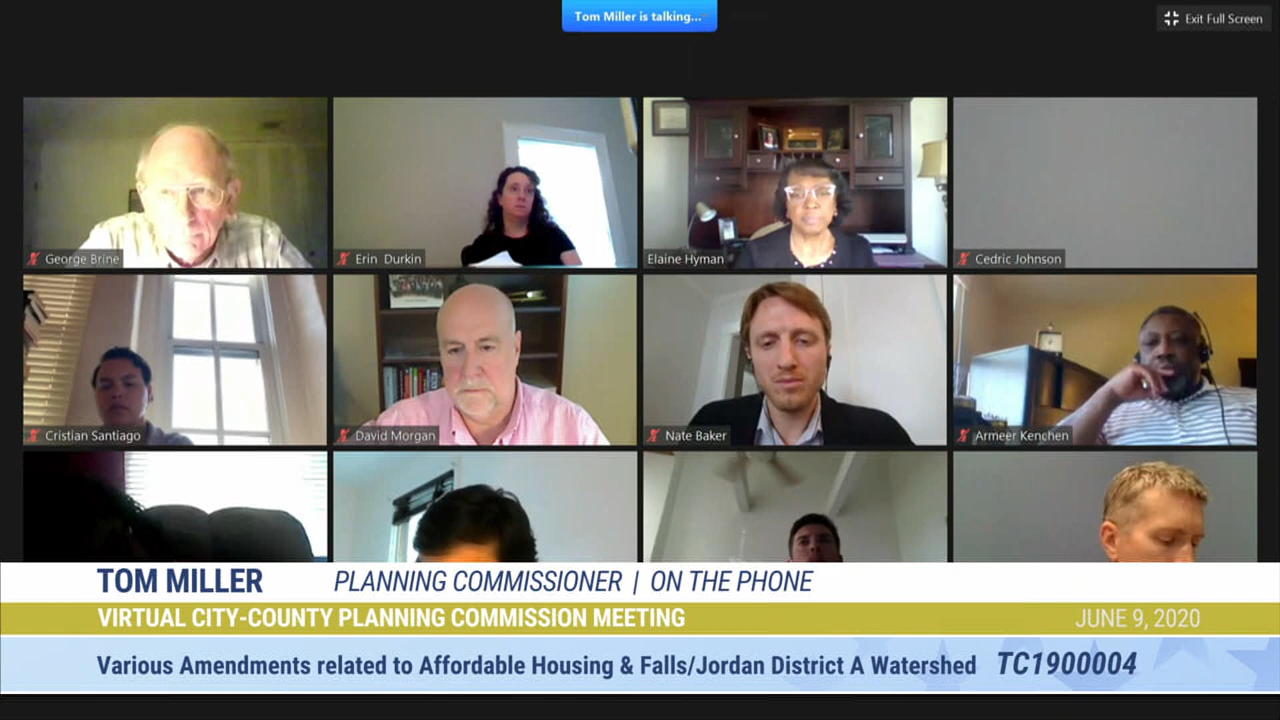 Tom Miller is talking...
Exit Full Screen
George Brine
Erin Durkin
Elaine Hyman
Cedric Johnson
Cristian Santiago
David Morgan
Nate Baker
Armeer Kenchen
TOM MILLER PLANNING COMMISSIONER | ON THE PHONE
VIRTUAL CITY-COUNTY PLANNING COMMISSION MEETING JUNE 9, 2020
Various Amendments related to Affordable Housing & Falls/Jordan District A Watershed TC1900004